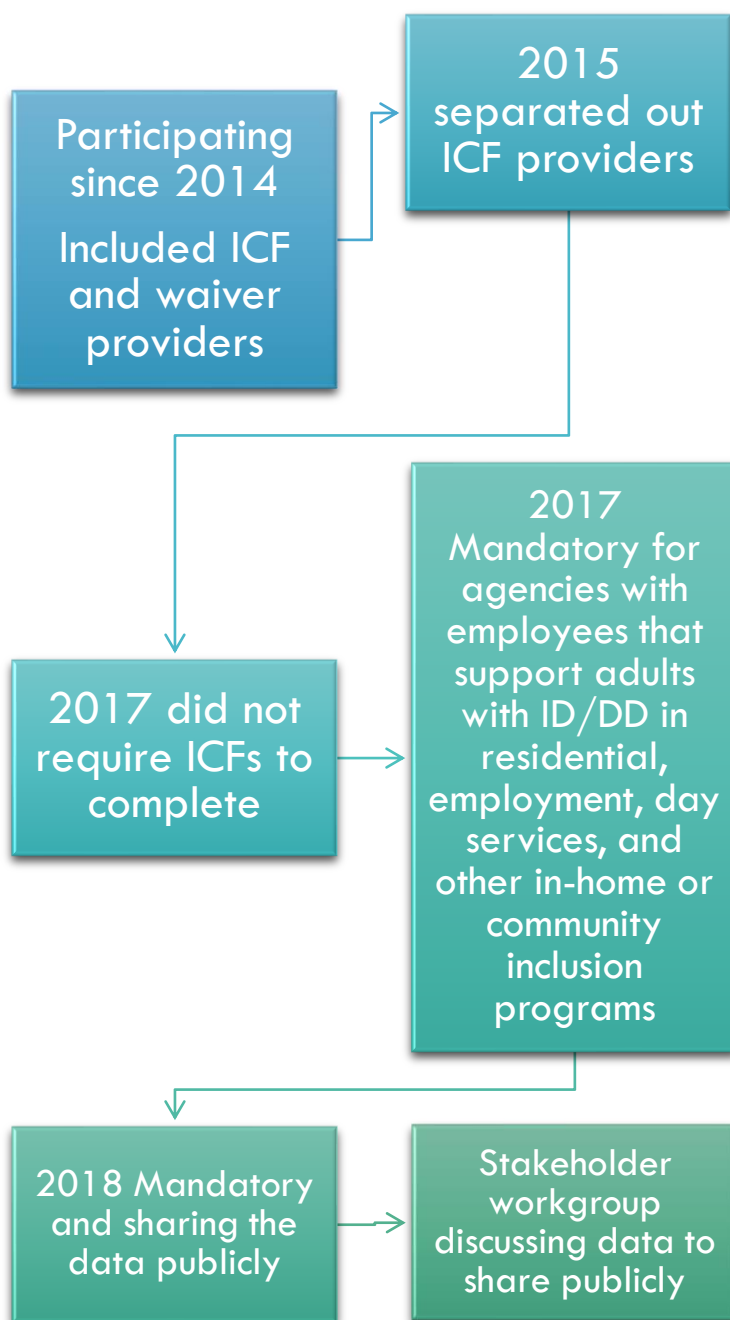 Participating
since 2014
Included ICF
and waiver
providers
2015
separated out
ICF providers
2017 did not
require ICFs to
complete
2017
Mandatory for
agencies with
employees that
support adults
with ID/DD in
residential,
employment, day
services, and
other in-home or
community
inclusion
programs
2018 Mandatory
and sharing the
data publicly
Stakeholder
workgroup
discussing data to
share publicly